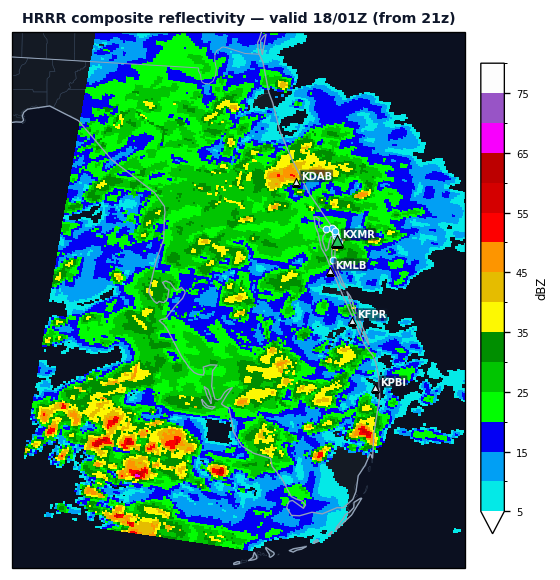 HRRR composite reflectivity — valid 18/01Z (from 21z)
KDAB
KXMR
KMLB
KFPR
KPBI
75
65
55
45
35
25
15
5
dBZ